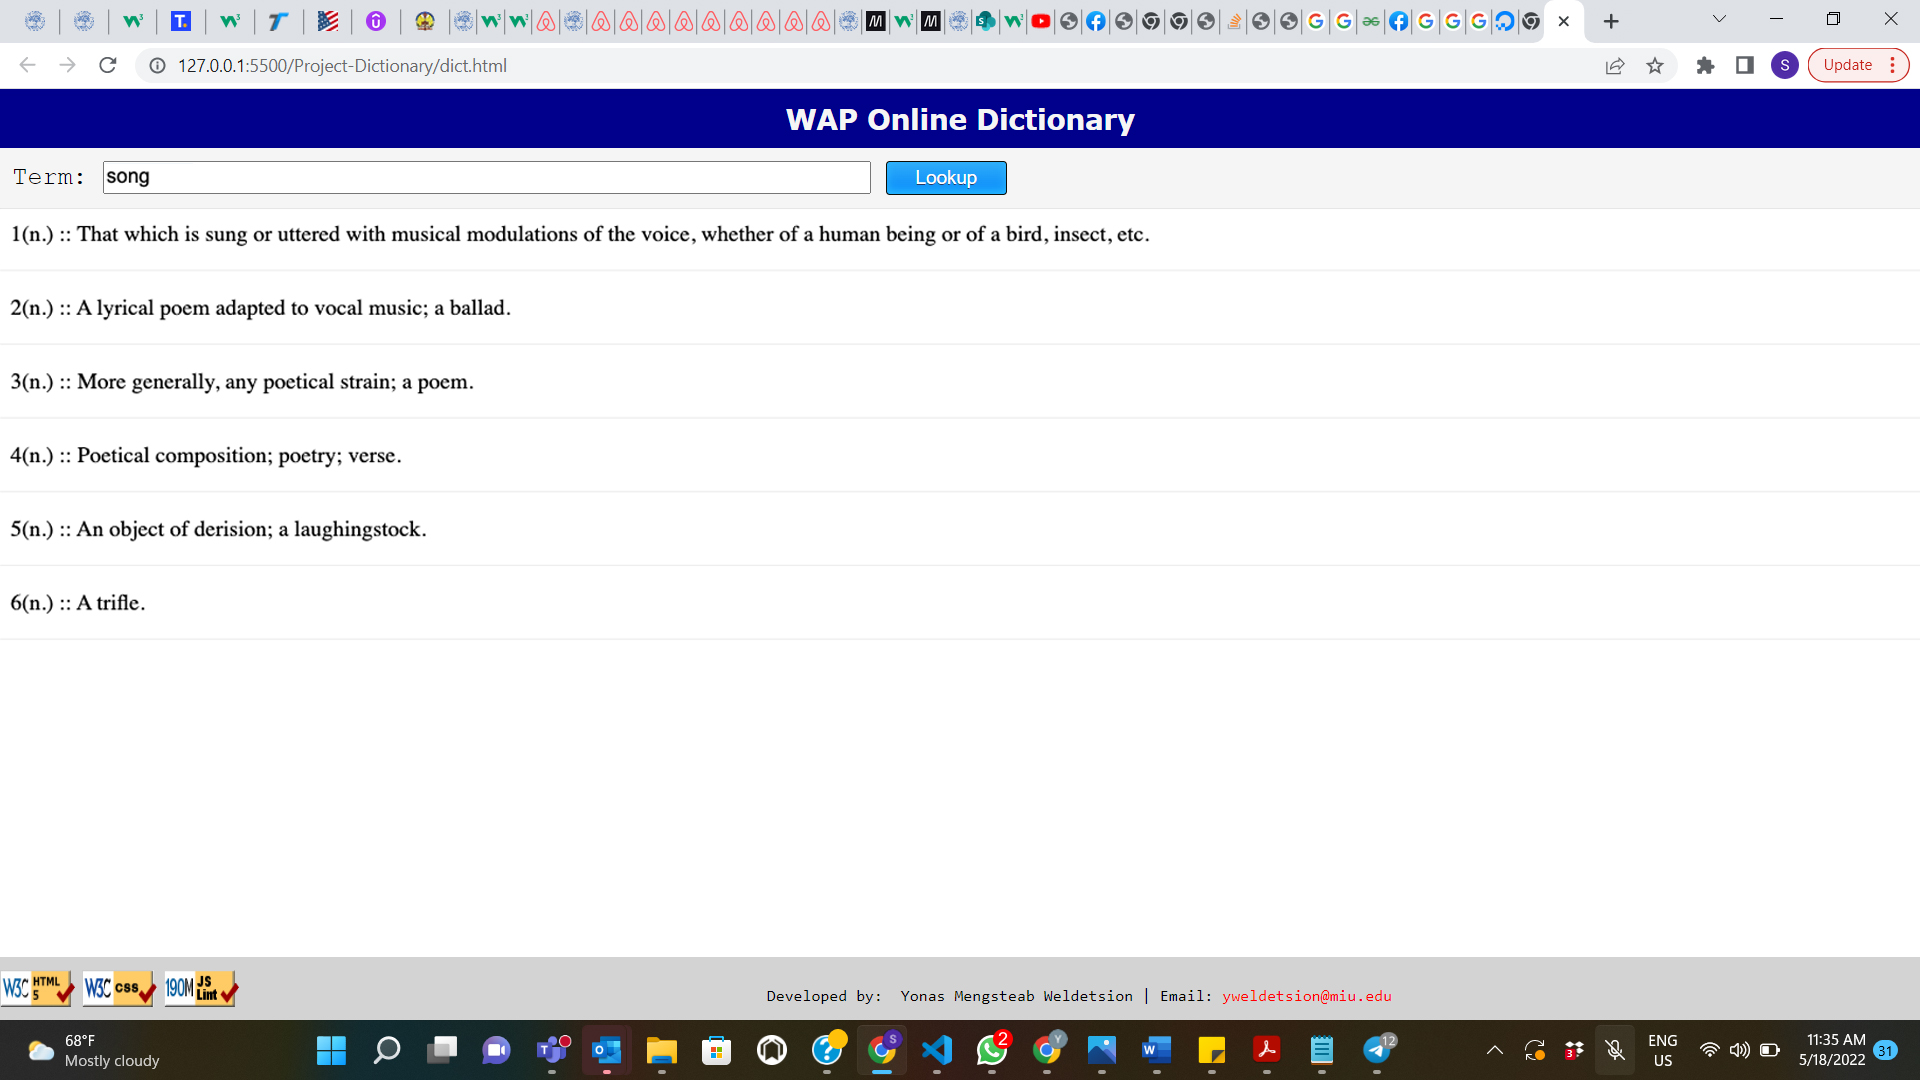 127.0.0.1:5500/Project-Dictionary/dict.html
S
Update
WAP Online Dictionary
Term: song Lookup
1(n.) :: That which is sung or uttered with musical modulations of the voice, whether of a human being or of a bird, insect, etc.
2(n.) :: A lyrical poem adapted to vocal music; a ballad.
3(n.) :: More generally, any poetical strain; a poem.
4(n.) :: Poetical composition; poetry; verse.
5(n.) :: An object of derision; a laughingstock.
6(n.) :: A trifle.
W3C HTML 5
W3C css
190M JS Lint
Developed by: Yonas Mengsteab Weldetsion | Email: yweldetsion@miu.edu
68°F
Mostly cloudy
2
12
3
ENG
US
11:35 AM
5/18/2022
31